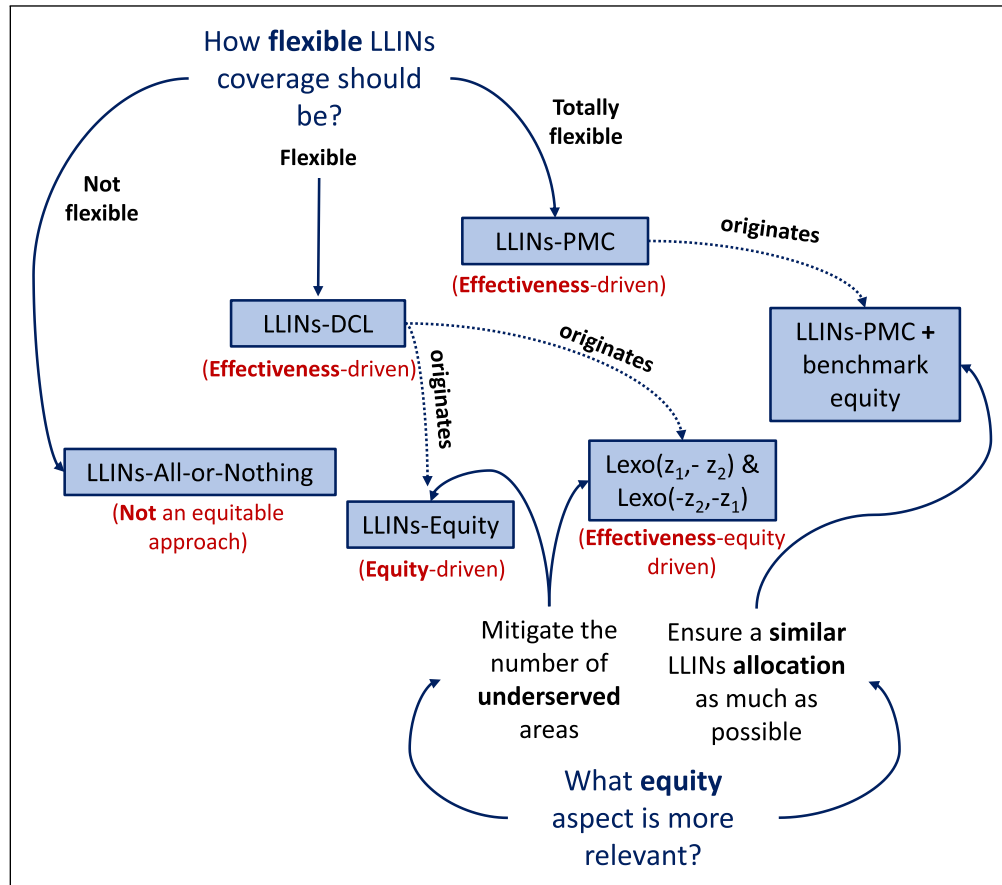 How flexible LLINs
coverage should
be?
Totally
flexible
Flexible
Not
flexible
LLINs-PMC
originates
(Effectiveness-driven)
LLINs-DCL
(Effectiveness-driven)
originates
originates
LLINs-PMC +
benchmark
equity
LLINs-All-or-Nothing
(Not an equitable
approach)
LLINs-Equity
(Equity-driven)
Lexo(z₁,- z₂) &
Lexo(-z₂,-z₁)
(Effectiveness-equity
driven)
Mitigate the
number of
underserved
areas
Ensure a similar
LLINs allocation
as much as
possible
What equity
aspect is more
relevant?